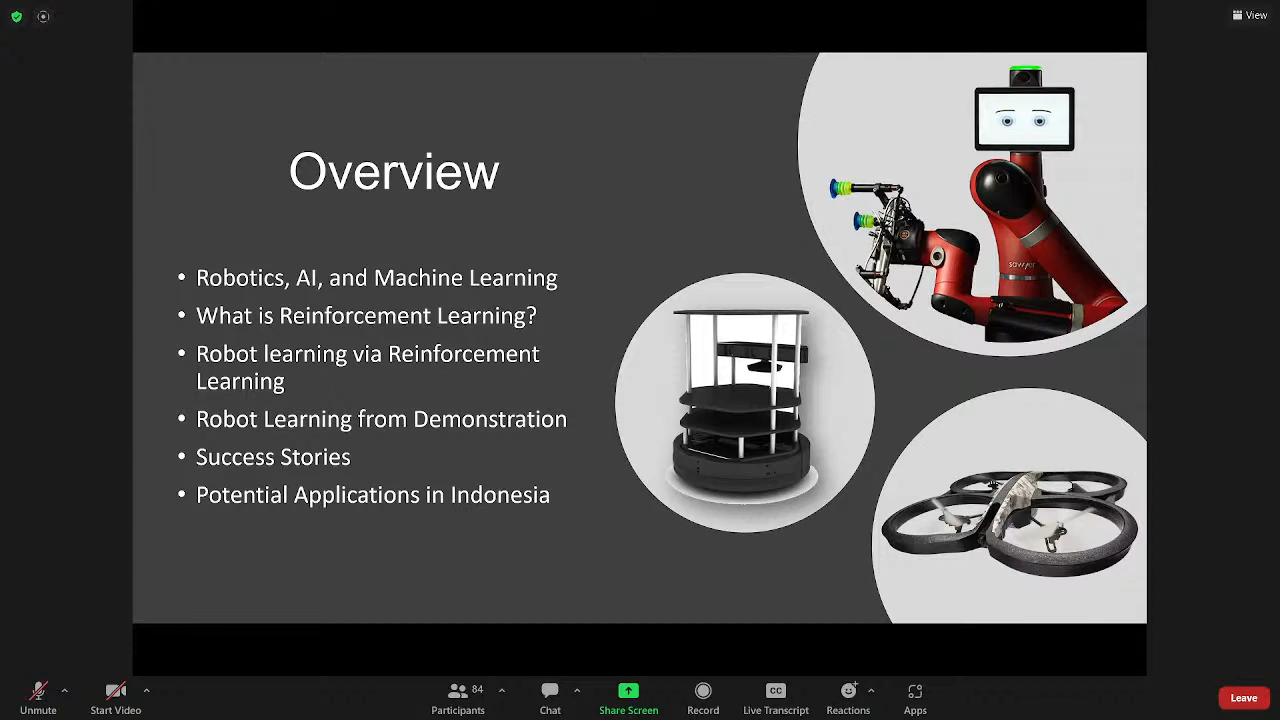 View
Overview
• Robotics, AI, and Machine Learning
• What is Reinforcement Learning?
• Robot learning via Reinforcement
Learning
• Robot Learning from Demonstration
• Success Stories
• Potential Applications in Indonesia
sawyer
Unmute
Start Video
84
Participants
Chat
Share Screen
Record
CC
Live Transcript
Reactions
Apps
Leave